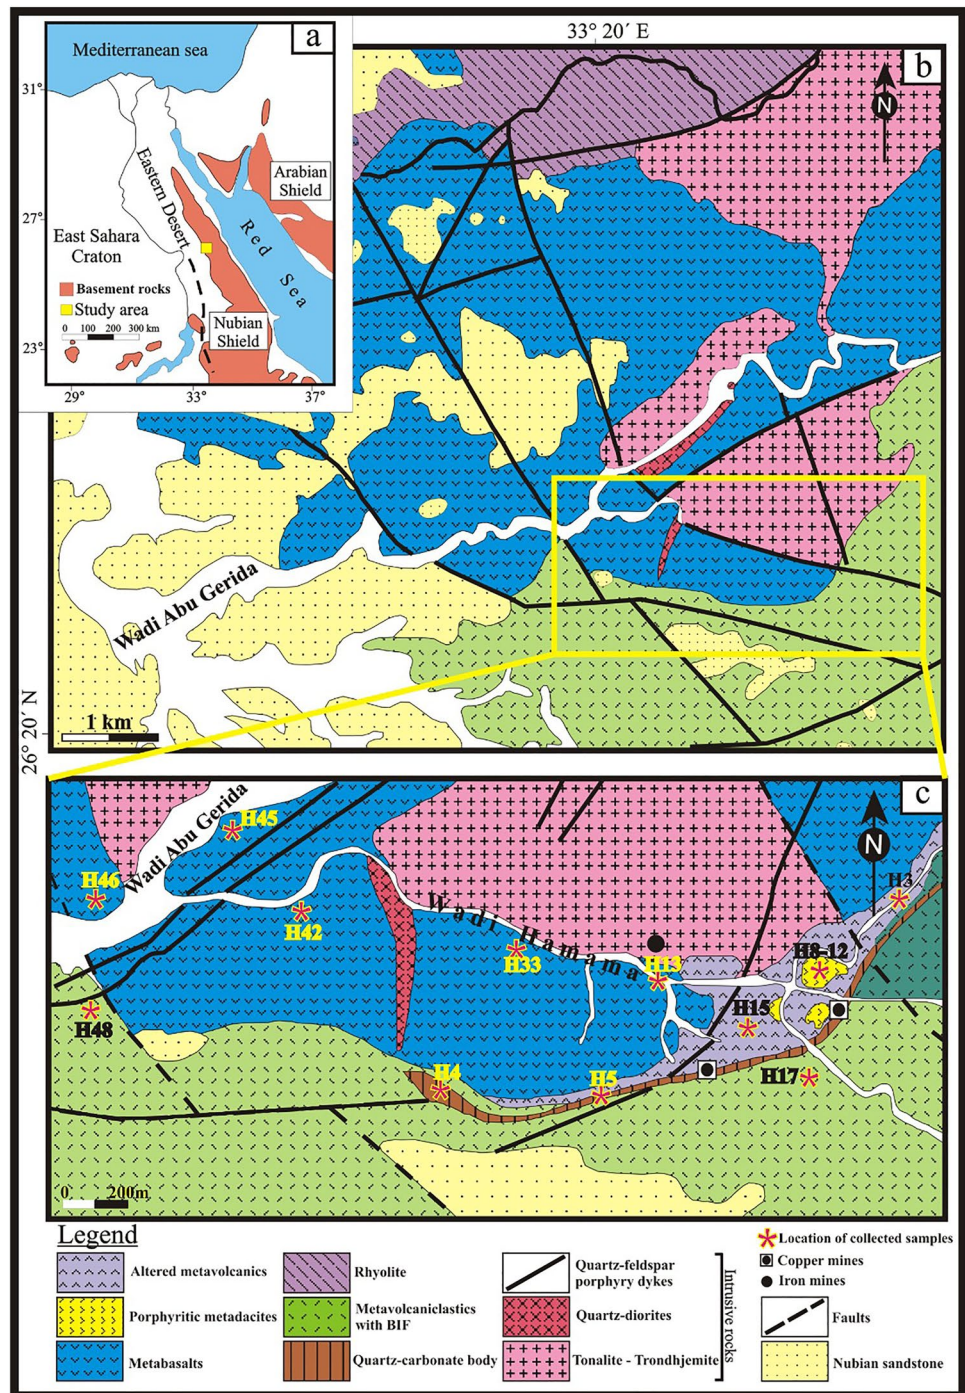 33° 20´ E
a
Mediterranean sea
31°
Arabian
Shield
Eastern Desert
27°
Red Sea
East Sahara
Craton
Basement rocks
Study area
0 100 200 300 km
Nubian
Shield
23°
29°
33°
37°
b
N
Wadi Abu Gerida
26° 20´ N
1 km
c
N
Wadi Abu Gerida
H45
H46
H42
Wadi Hamama
H33
H13
H3
H8-12
H15
H48
H17
H4
H5
0 200m
Legend
Altered metavolcanics
Porphyritic metadacites
Metabasalts
Rhyolite
Metavolcaniclastics
with BIF
Quartz-carbonate body
Quartz-feldspar
porphyry dykes
Quartz-diorites
Tonalite - Trondhjemite
Intrusive rocks
Location of collected samples
Copper mines
Iron mines
Faults
Nubian sandstone